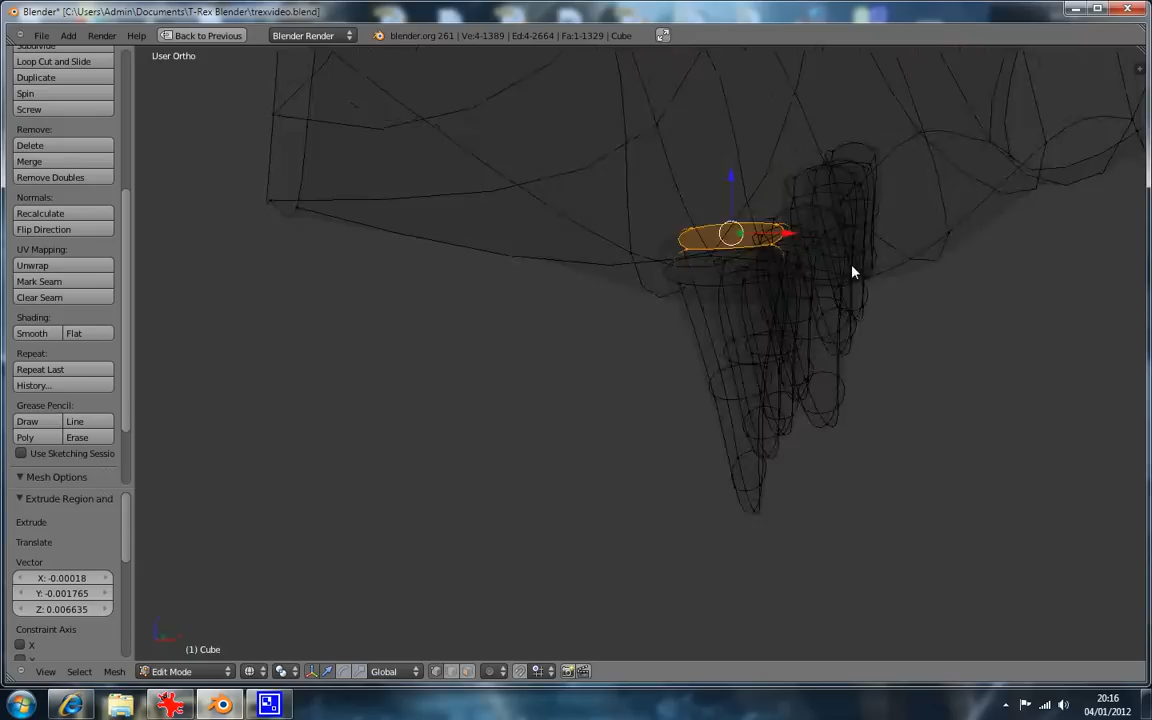 Blender* [C:\Users\Admin\Documents\T-Rex Blender\trexvideo.blend]
File Add Render Help Back to Previous Blender Render blender.org 261 | Ve:4-1389 | Ed:4-2664 | Fa:1-1329 | Cube
Subdivide
User Ortho
Loop Cut and Slide
Duplicate
Spin
Screw
Remove:
Delete
Merge
Remove Doubles
Normals:
Recalculate
Flip Direction
UV Mapping:
Unwrap
Mark Seam
Clear Seam
Shading:
Smooth Flat
Repeat:
Repeat Last
History...
Grease Pencil:
Draw Line
Poly Erase
Use Sketching Sessio
Mesh Options
Extrude Region and
Extrude
Translate
Vector
X: -0.00018
Y: -0.001765
Z: 0.006635
Constraint Axis
X
(1) Cube
View Select Mesh Edit Mode Global
20:16
04/01/2012